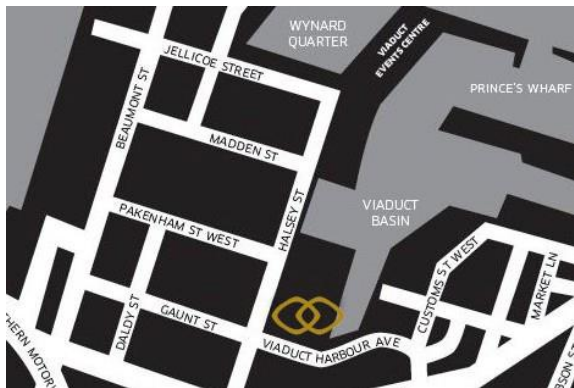 WYNARD
QUARTER
VIADUCT
EVENTS CENTRE
JELLICOE STREET
PRINCE'S WHARF
BEAUMONT ST
MADDEN ST
HALSEY ST
VIADUCT
BASIN
PAKENHAM ST WEST
CUSTOMS ST WEST
MARKET LN
DALDY ST
GAUNT ST
VIADUCT HARBOUR AVE